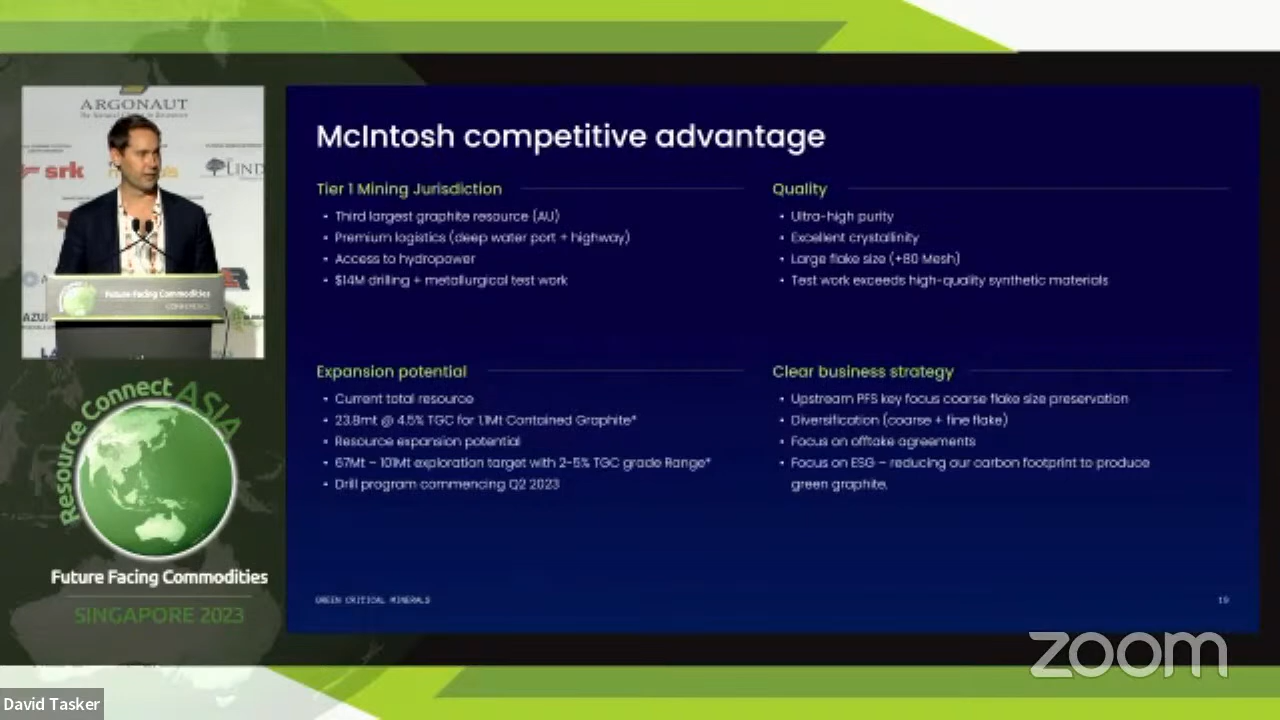 ARGONAUT
srk
LIND
Future Facing Commodities
CONFERENCE
Resource Connect ASIA
Future Facing Commodities
SINGAPORE 2023
McIntosh competitive advantage
Tier 1 Mining Jurisdiction
• Third largest graphite resource (AU)
• Premium logistics (deep water port + highway)
• Access to hydropower
• $14M drilling + metallurgical test work
Quality
• Ultra-high purity
• Excellent crystallinity
• Large flake size (+80 Mesh)
• Test work exceeds high-quality synthetic materials
Expansion potential
• Current total resource
• 23.8mt @ 4.5% TGC for 1.1Mt Contained Graphite*
• Resource expansion potential
• 67Mt – 101Mt exploration target with 2-5% TGC grade Range*
• Drill program commencing Q2 2023
Clear business strategy
• Upstream PFS key focus coarse flake size preservation
• Diversification (coarse + fine flake)
• Focus on offtake agreements
• Focus on ESG – reducing our carbon footprint to produce
green graphite.
GREEN CRITICAL MINERALS
19
zoom
David Tasker